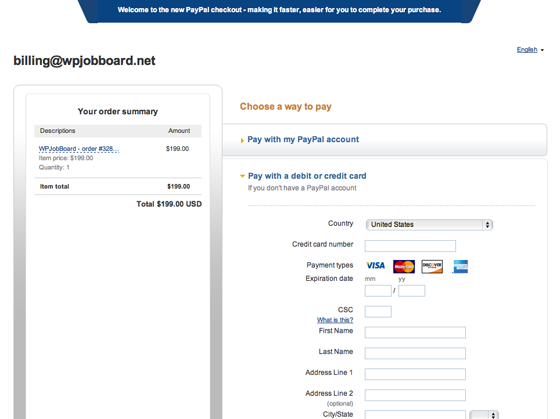 Welcome to the new PayPal checkout - making it faster, easier for you to complete your purchase.
English
billing@wpjobboard.net
Your order summary
Descriptions Amount
WPJobBoard - order #328... $199.00
Item price: $199.00
Quantity: 1
Item total $199.00
Total $199.00 USD
Choose a way to pay
Pay with my PayPal account
Pay with a debit or credit card
If you don't have a PayPal account
Country United States
Credit card number
Payment types VISA MasterCard DISCOVER
Expiration date mm yy
/
CSC
What is this?
First Name
Last Name
Address Line 1
Address Line 2
(optional)
City/State